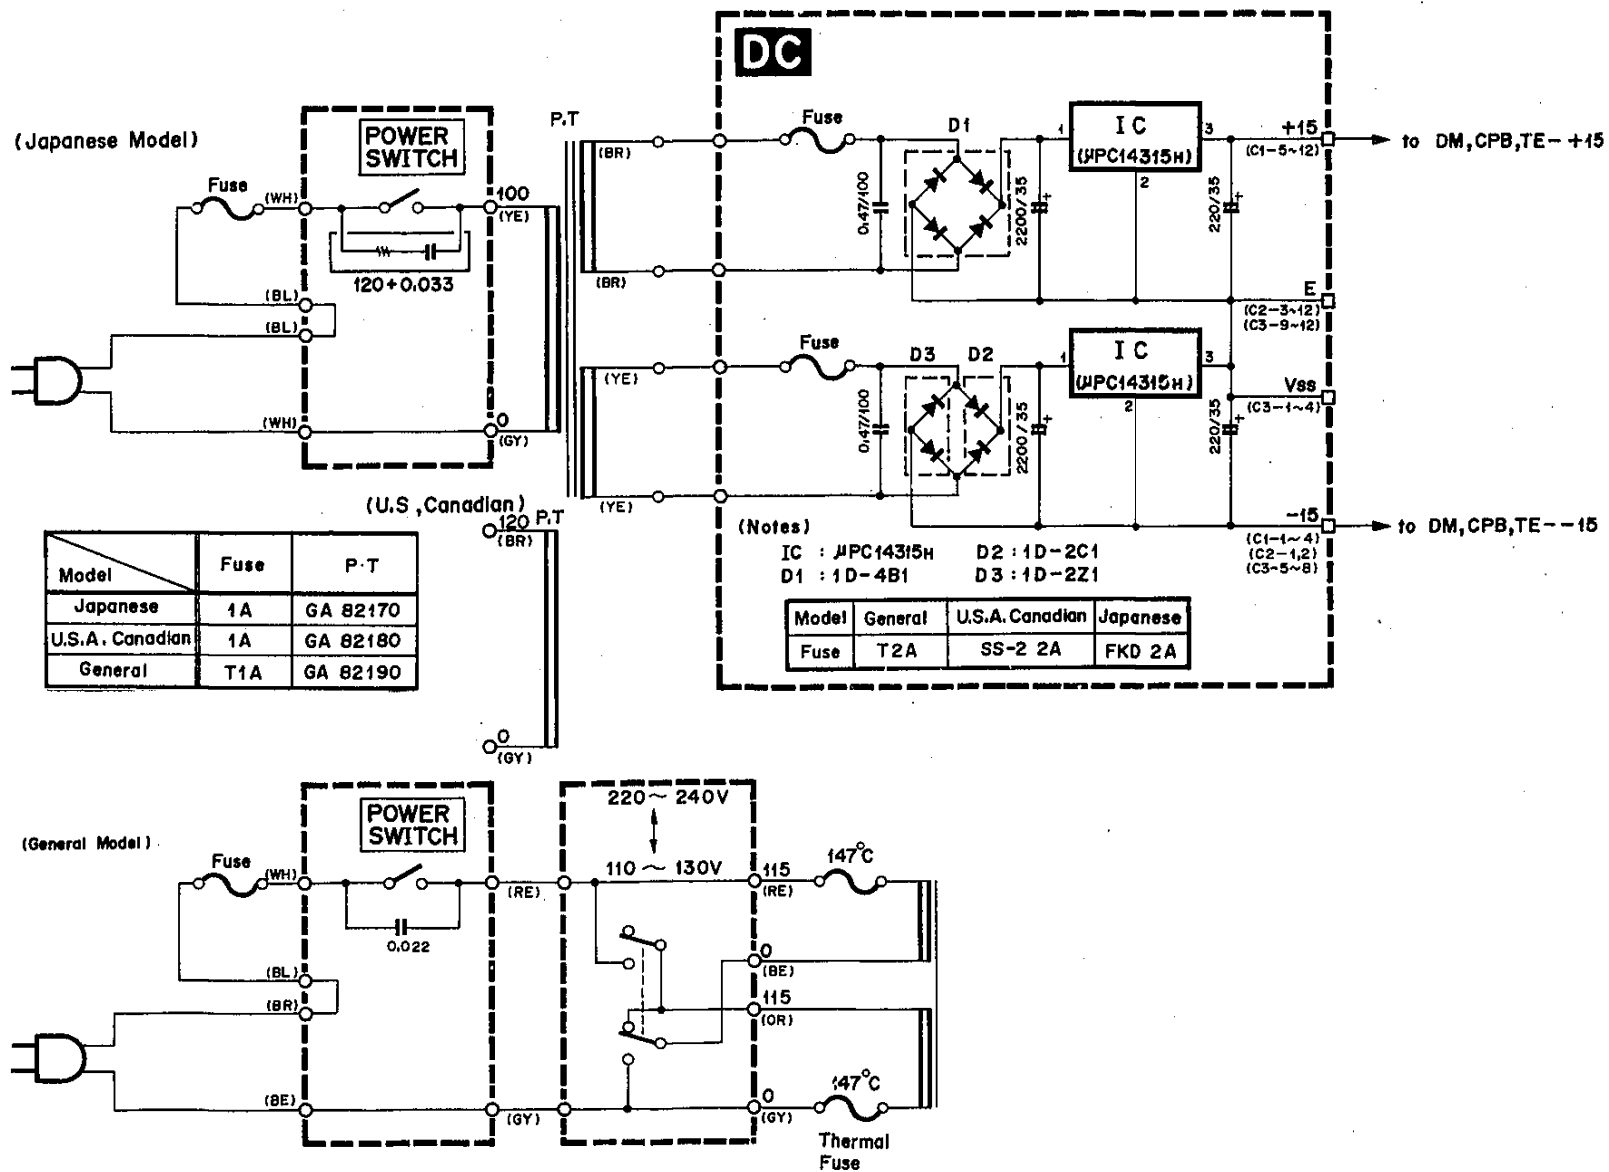 DC
(Japanese Model)
POWER
SWITCH
P.T
Fuse
D1
IC
(µPC14315H)
1
3
2
+15
(C1-5~12)
to DM,CPB,TE-+15
Fuse
(WH)
100
(YE)
(BR)
0.47/100
2200/35
+
220/35
+
120+0.033
(BL)
(BL)
(BR)
E
(C2-3~12)
(C3-9~12)
Fuse
D3
D2
IC
(µPC14315H)
1
3
2
(YE)
Vss
(C3-1~4)
0.47/100
2200/35
+
220/35
+
(WH)
0
(GY)
(YE)
(U.S,Canadian)
120
P.T
(BR)
-15
(C1-1~4)
(C2-1,2)
(C3-5~8)
to DM,CPB,TE--15
(Notes)
IC : µPC14315H D2 : 1D-2C1
D1 : 1D-4B1 D3 : 1D-2Z1
Model Fuse P.T
Japanese 1A GA 82170
U.S.A. Canadian 1A GA 82180
General T1A GA 82190
Model General U.S.A. Canadian Japanese
Fuse T2A SS-2 2A FKD 2A
0
(GY)
(General Model)
POWER
SWITCH
220~240V
110~130V
Fuse
(WH)
(RE)
115
(RE)
147°C
0.022
(BL)
(BR)
0
(BE)
115
(OR)
(BE)
(GY)
0
(GY)
147°C
Thermal
Fuse